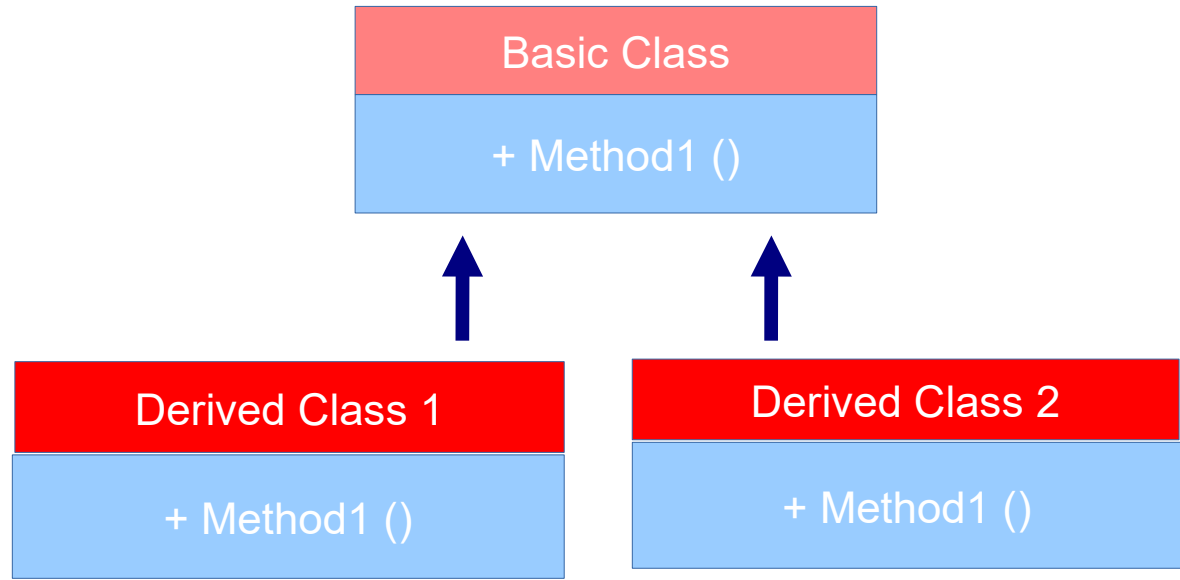 Basic Class
+ Method1 ()
Derived Class 1
+ Method1 ()
Derived Class 2
+ Method1 ()